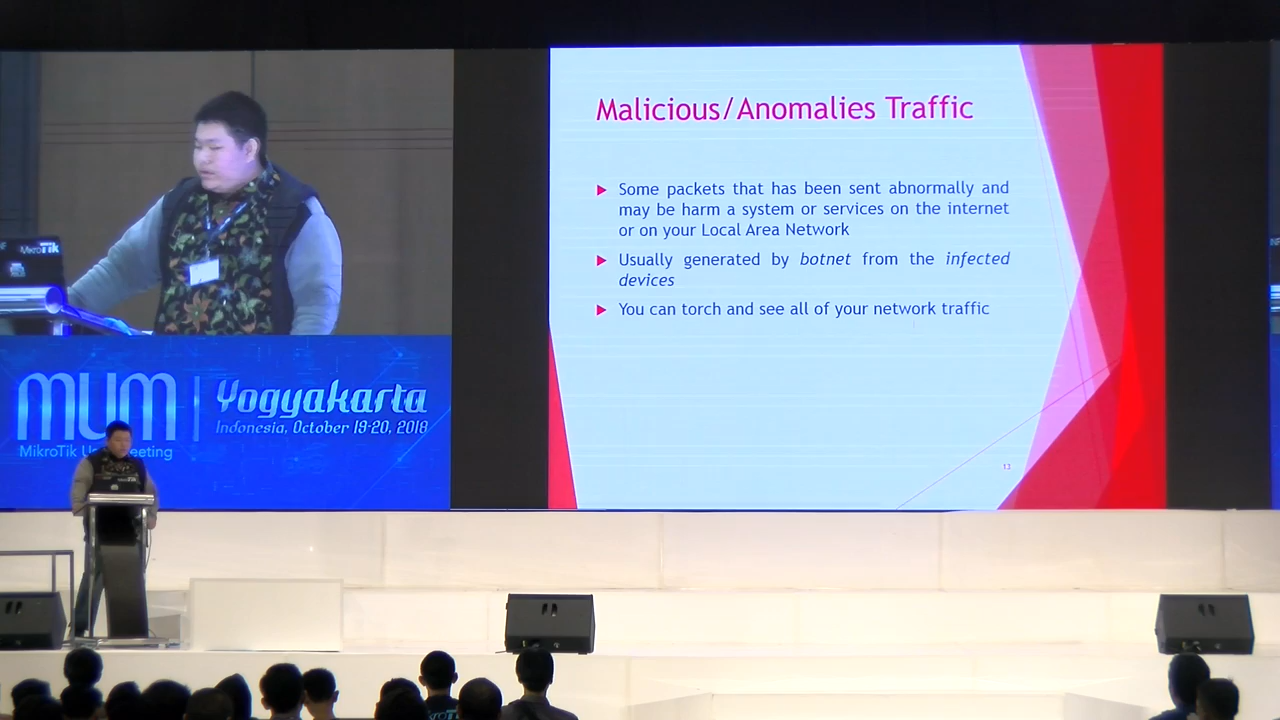 Malicious/Anomalies Traffic
Some packets that has been sent abnormally and
may be harm a system or services on the internet
or on your Local Area Network
Usually generated by botnet from the infected
devices
You can torch and see all of your network traffic
13
MikroTik
MUM
Yogyakarta
Indonesia, October 19-20, 2018
MikroTik